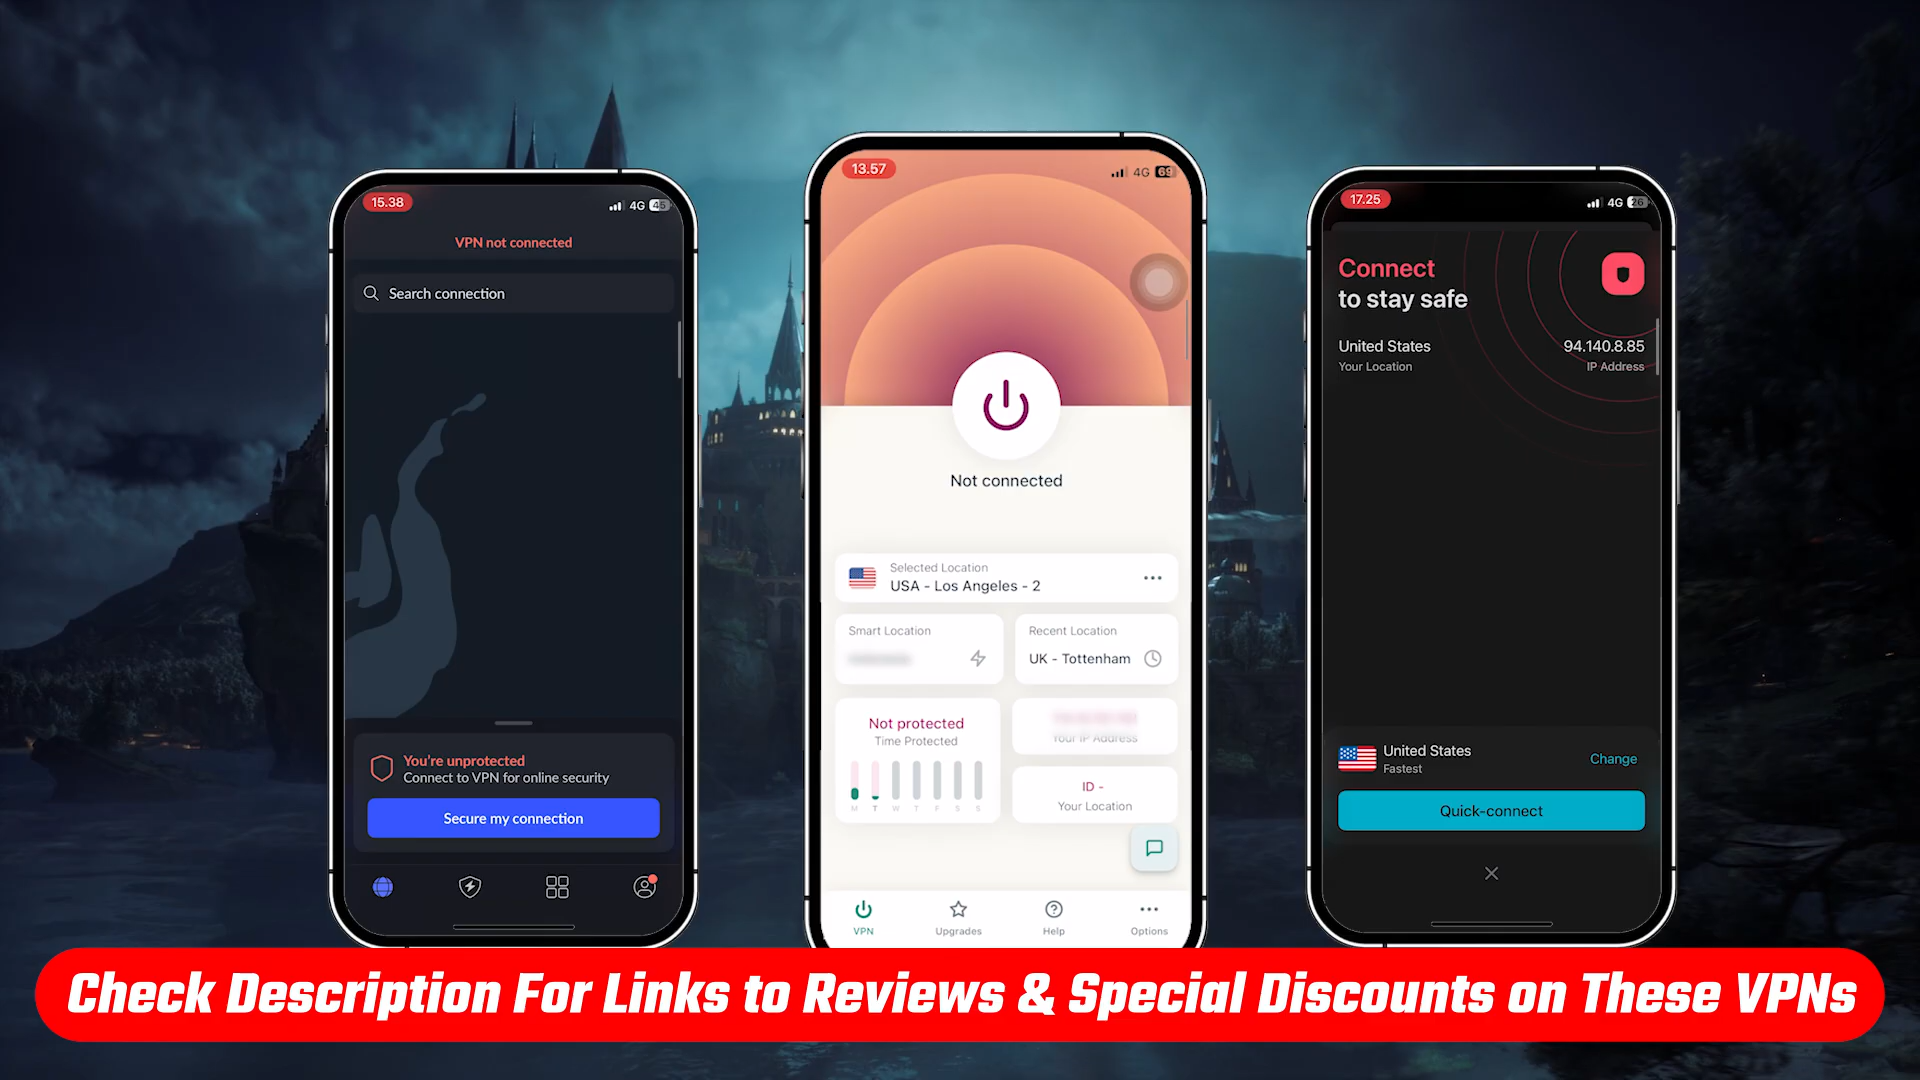 15.38
4G 45
VPN not connected
Search connection
You're unprotected
Connect to VPN for online security
Secure my connection
13.57
4G 69
Not connected
Selected Location
USA - Los Angeles - 2
Smart Location
Recent Location
UK - Tottenham
Not protected
Time Protected
M T W T F S S
Your IP Address
ID -
Your Location
VPN
Upgrades
Help
Options
17.25
4G 26
Connect
to stay safe
United States
94.140.8.85
Your Location
IP Address
United States
Fastest
Change
Quick-connect
Check Description For Links to Reviews & Special Discounts on These VPNs